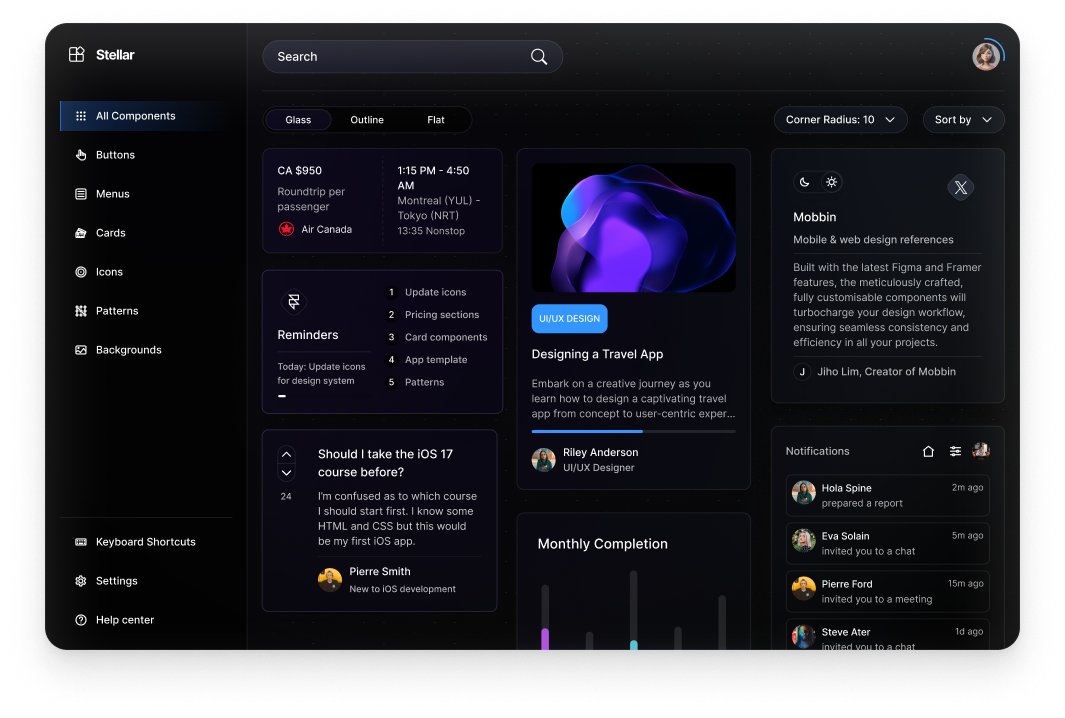 Stellar
Search
All Components
Buttons
Menus
Cards
Icons
Patterns
Backgrounds
Keyboard Shortcuts
Settings
Help center
Glass
Outline
Flat
Corner Radius: 10
Sort by
CA $950
Roundtrip per
passenger
Air Canada
1:15 PM - 4:50
AM
Montreal (YUL) -
Tokyo (NRT)
13:35 Nonstop
Reminders
Today: Update icons
for design system
1 Update icons
2 Pricing sections
3 Card components
4 App template
5 Patterns
24
Should I take the iOS 17
course before?
I'm confused as to which course
I should start first. I know some
HTML and CSS but this would
be my first iOS app.
Pierre Smith
New to iOS development
UI/UX DESIGN
Designing a Travel App
Embark on a creative journey as you
learn how to design a captivating travel
app from concept to user-centric exper...
Riley Anderson
UI/UX Designer
Monthly Completion
Mobbin
Mobile & web design references
Built with the latest Figma and Framer
features, the meticulously crafted,
fully customisable components will
turbocharge your design workflow,
ensuring seamless consistency and
efficiency in all your projects.
J Jiho Lim, Creator of Mobbin
Notifications
Hola Spine 2m ago
prepared a report
Eva Solain 5m ago
invited you to a chat
Pierre Ford 15m ago
invited you to a meeting
Steve Ater 1d ago
invited you to a chat